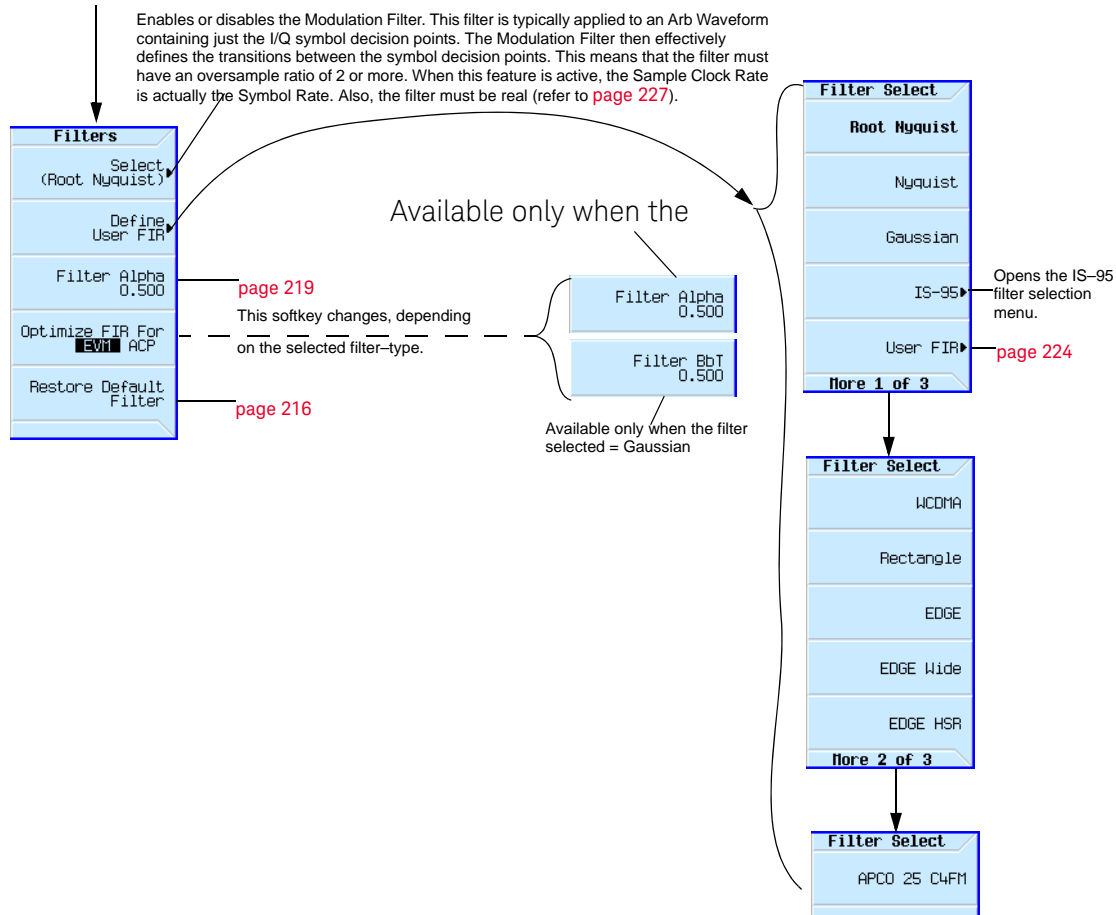 Enables or disables the Modulation Filter. This filter is typically applied to an Arb Waveform
containing just the I/Q symbol decision points. The Modulation Filter then effectively
defines the transitions between the symbol decision points. This means that the filter must
have an oversample ratio of 2 or more. When this feature is active, the Sample Clock Rate
is actually the Symbol Rate. Also, the filter must be real (refer to page 227).
Filters
Select
(Root Nyquist)
Define
User FIR
Filter Alpha
0.500
Optimize FIR For
EVM ACP
Restore Default
Filter
page 219
This softkey changes, depending
on the selected filter–type.
page 216
Available only when the
Filter Alpha
0.500
Filter BbT
0.500
Available only when the filter
selected = Gaussian
Filter Select
Root Nyquist
Nyquist
Gaussian
IS-95
User FIR
More 1 of 3
Opens the IS–95
filter selection
menu.
page 224
Filter Select
WCDMA
Rectangle
EDGE
EDGE Wide
EDGE HSR
More 2 of 3
Filter Select
APCO 25 C4FM